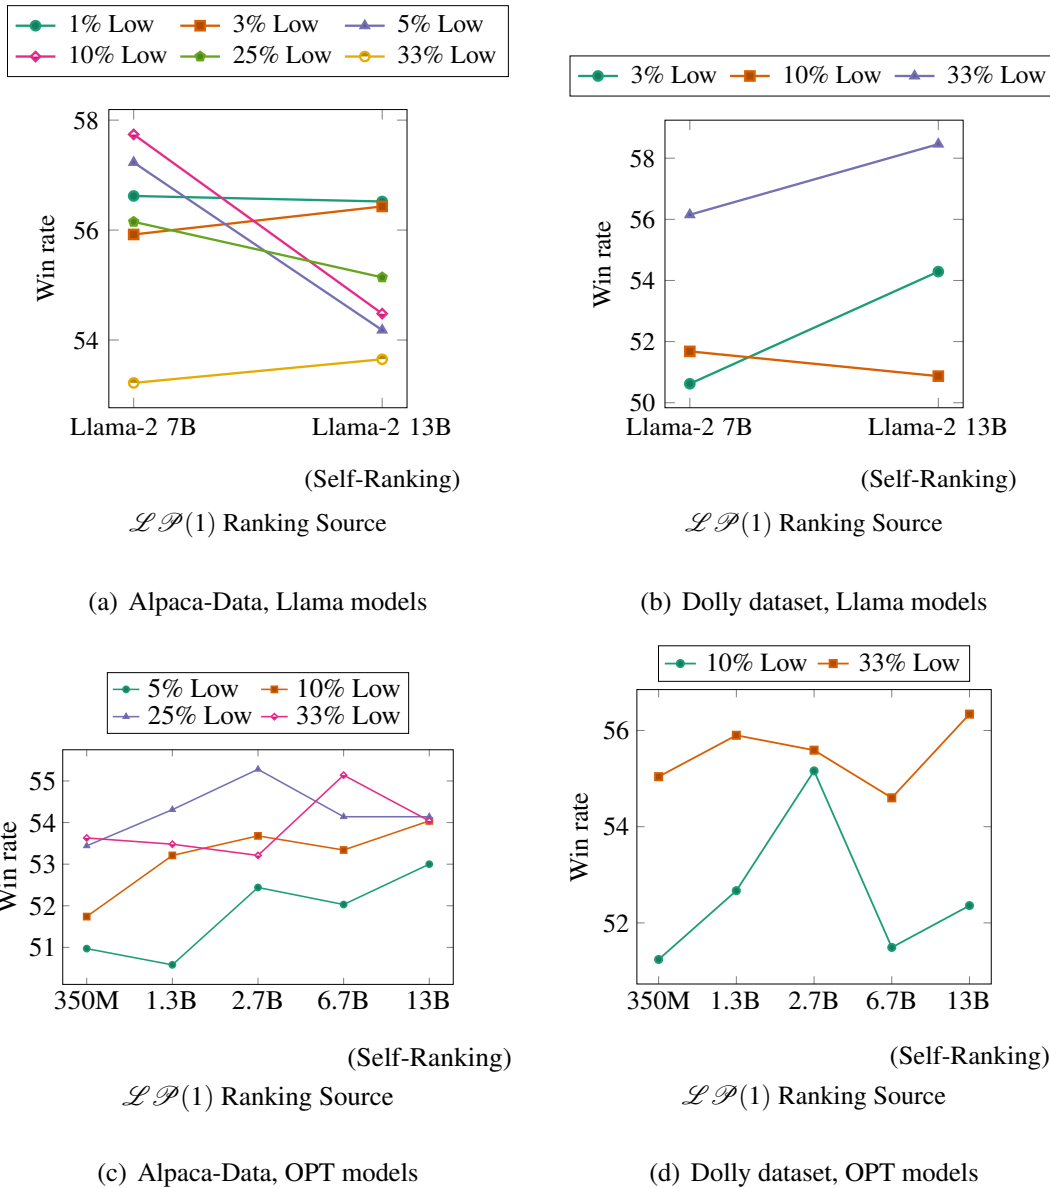 1% Low 3% Low 5% Low
10% Low 25% Low 33% Low
58
56
54
Win rate
Llama-2 7B Llama-2 13B
(Self-Ranking)
ℒ𝒫(1) Ranking Source
(a) Alpaca-Data, Llama models
3% Low 10% Low 33% Low
58
56
54
52
50
Win rate
Llama-2 7B Llama-2 13B
(Self-Ranking)
ℒ𝒫(1) Ranking Source
(b) Dolly dataset, Llama models
5% Low 10% Low
25% Low 33% Low
55
54
53
52
51
Win rate
350M 1.3B 2.7B 6.7B 13B
(Self-Ranking)
ℒ𝒫(1) Ranking Source
(c) Alpaca-Data, OPT models
10% Low 33% Low
56
54
52
Win rate
350M 1.3B 2.7B 6.7B 13B
(Self-Ranking)
ℒ𝒫(1) Ranking Source
(d) Dolly dataset, OPT models